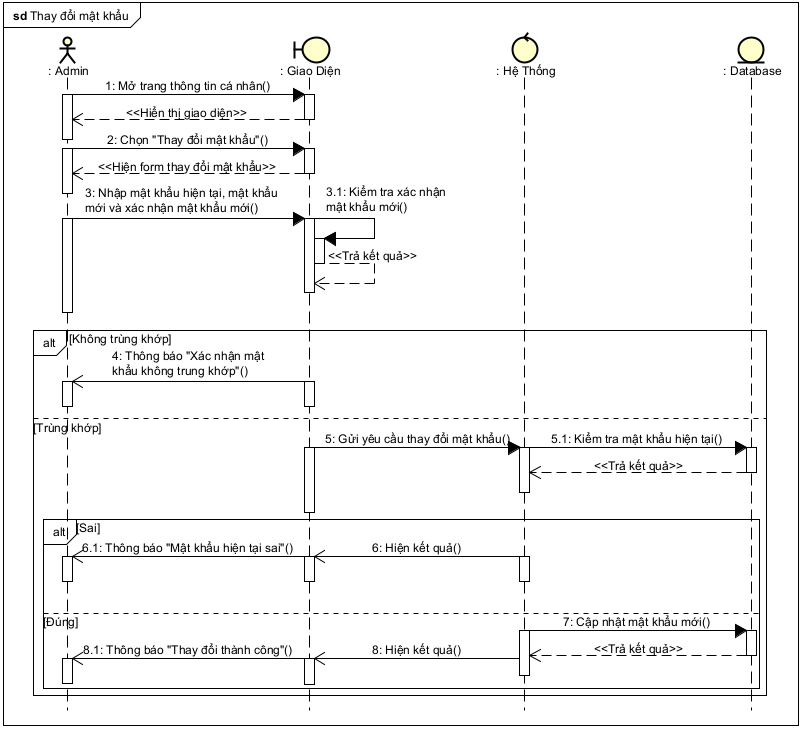 sd Thay đổi mật khẩu
: Admin
: Giao Diện
: Hệ Thống
: Database
1: Mở trang thông tin cá nhân()
<<Hiển thị giao diện>>
2: Chọn "Thay đổi mật khẩu"()
<<Hiện form thay đổi mật khẩu>>
3: Nhập mật khẩu hiện tại, mật khẩu
mới và xác nhận mật khẩu mới()
3.1: Kiểm tra xác nhận
mật khẩu mới()
<<Trả kết quả>>
alt
[Không trùng khớp]
4: Thông báo "Xác nhận mật
khẩu không trung khớp"()
[Trùng khớp]
5: Gửi yêu cầu thay đổi mật khẩu()
5.1: Kiểm tra mật khẩu hiện tại()
<<Trả kết quả>>
alt
[Sai]
6.1: Thông báo "Mật khẩu hiện tại sai"()
6: Hiện kết quả()
[Đúng]
7: Cập nhật mật khẩu mới()
<<Trả kết quả>>
8.1: Thông báo "Thay đổi thành công"()
8: Hiện kết quả()